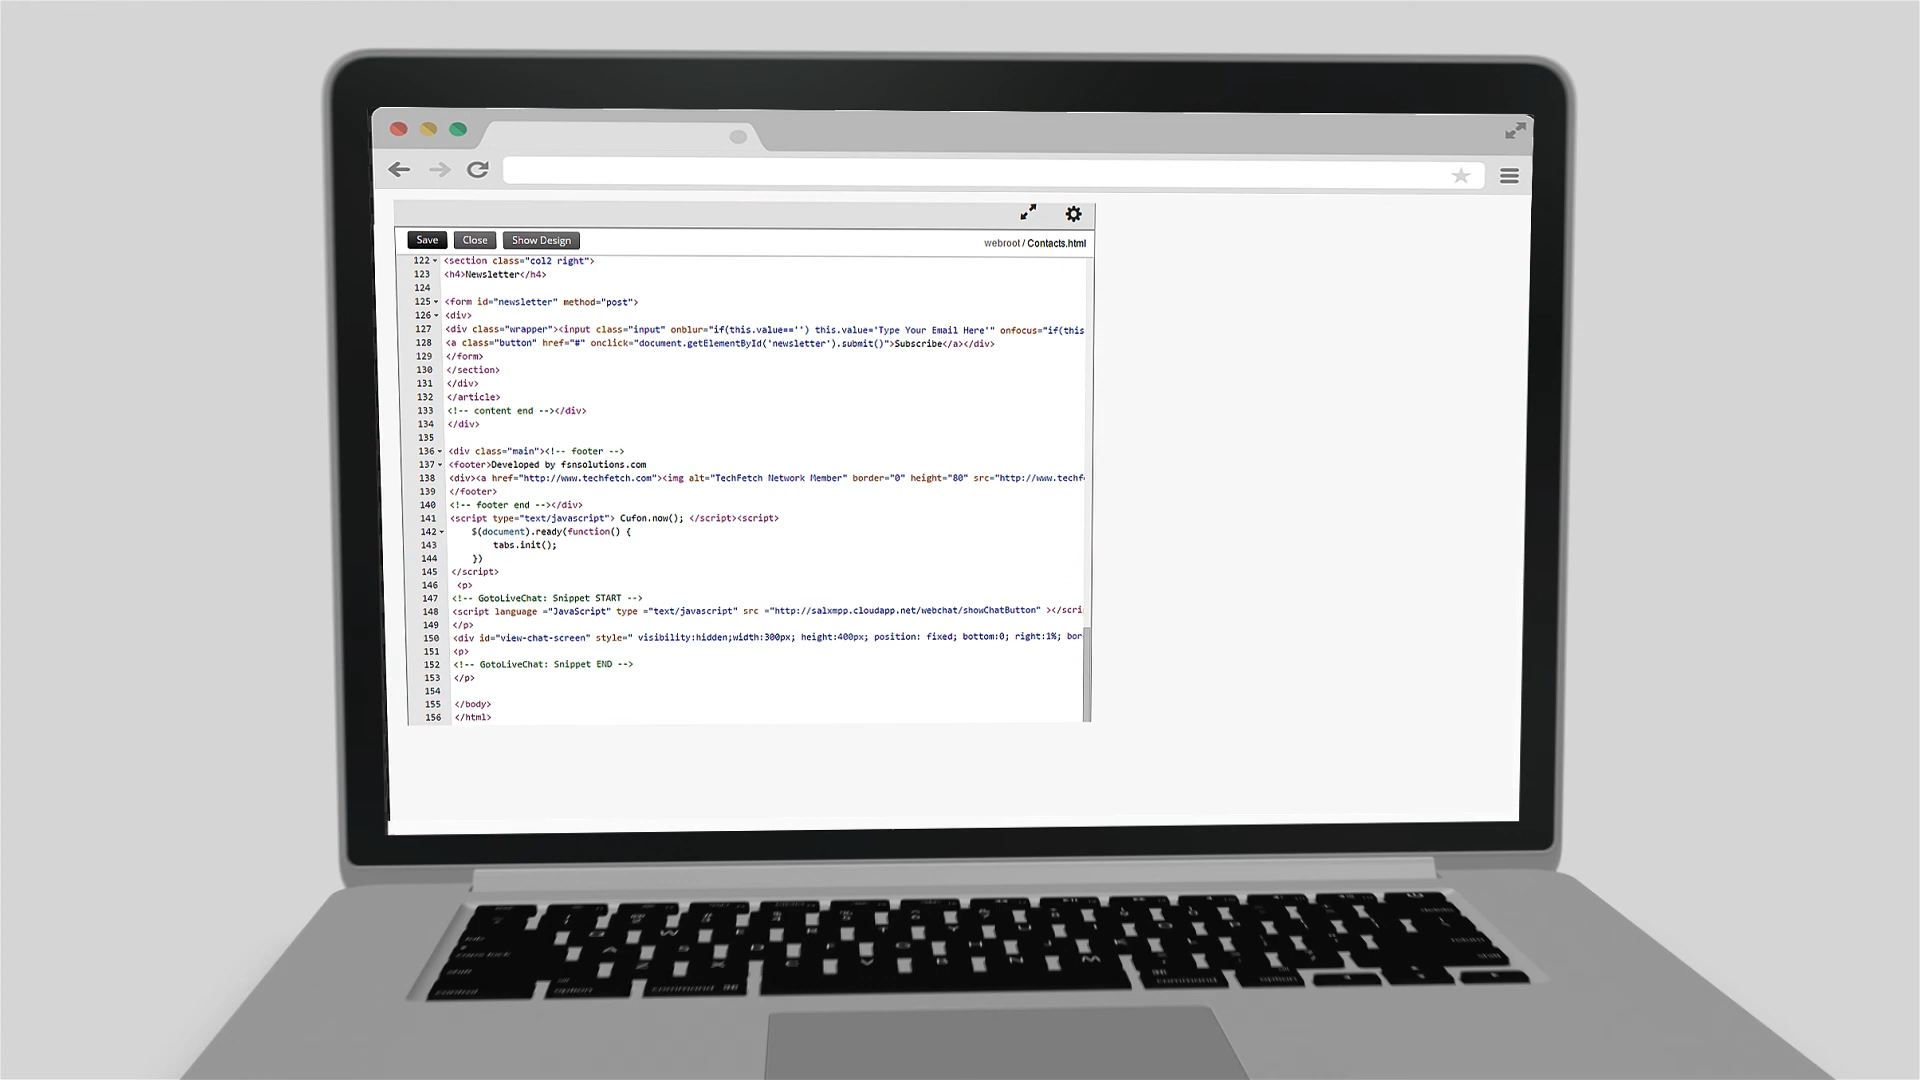 Save Close Show Design webroot / Contacts.html
122 <section class="col2 right">
123 <h4>Newsletter</h4>
124
125 <form id="newsletter" method="post">
126 <div>
127 <div class="wrapper"><input class="input" onblur="if(this.value=='') this.value='Type Your Email Here'" onfocus="if(this
128 <a class="button" href="#" onclick="document.getElementById('newsletter').submit()">Subscribe</a></div>
129 </form>
130 </section>
131 </div>
132 </article>
133 <!-- content end --></div>
134 </div>
135
136 <div class="main"><!-- footer -->
137 <footer>Developed by fsnsolutions.com
138 <div><a href="http://www.techfetch.com"><img alt="TechFetch Network Member" border="0" height="80" src="http://www.techf
139 </footer>
140 <!-- footer end --></div>
141 <script type="text/javascript"> Cufon.now(); </script><script>
142 $(document).ready(function() {
143 tabs.init();
144 })
145 </script>
146 <p>
147 <!-- GotoLiveChat: Snippet START -->
148 <script language ="JavaScript" type ="text/javascript" src ="http://salxmpp.cloudapp.net/webchat/showChatButton" ></scri
149 </p>
150 <div id="view-chat-screen" style=" visibility:hidden;width:300px; height:400px; position: fixed; bottom:0; right:1%; bor
151 <p>
152 <!-- GotoLiveChat: Snippet END -->
153 </p>
154
155 </body>
156 </html>
control option command command option